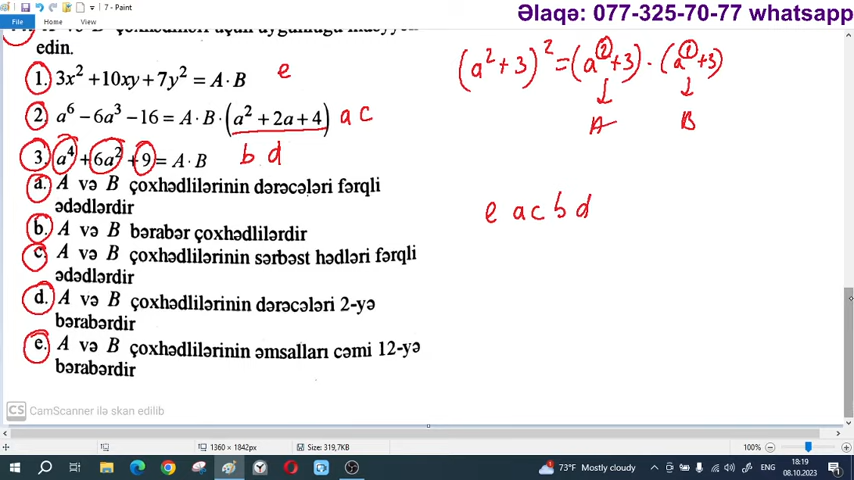 Əlaqə: 077-325-70-77 whatsapp
7 - Paint
File Home View
edin.
1. 3x² +10xy+7y² = A·B e
2. a⁶ −6a³ −16 = A·B·(a² +2a+4) a c
3. a⁴ +6a² +9 = A·B b d
a. A və B çoxhədlilərinin dərəcələri fərqli
ədədlərdir
b. A və B bərabər çoxhədlilərdir
c. A və B çoxhədlilərinin sərbəst hədləri fərqli
ədədlərdir
d. A və B çoxhədlilərinin dərəcələri 2-yə
bərabərdir
e. A və B çoxhədlilərinin əmsalları cəmi 12-yə
bərabərdir
(a²+3)² = (a²+3)·(a
+3)
A B
e a c b d
CS CamScanner ilə skan edilib
1360 × 1842px Size: 319,7KB 100%
73°F Mostly cloudy ENG 18:19
08.10.2023